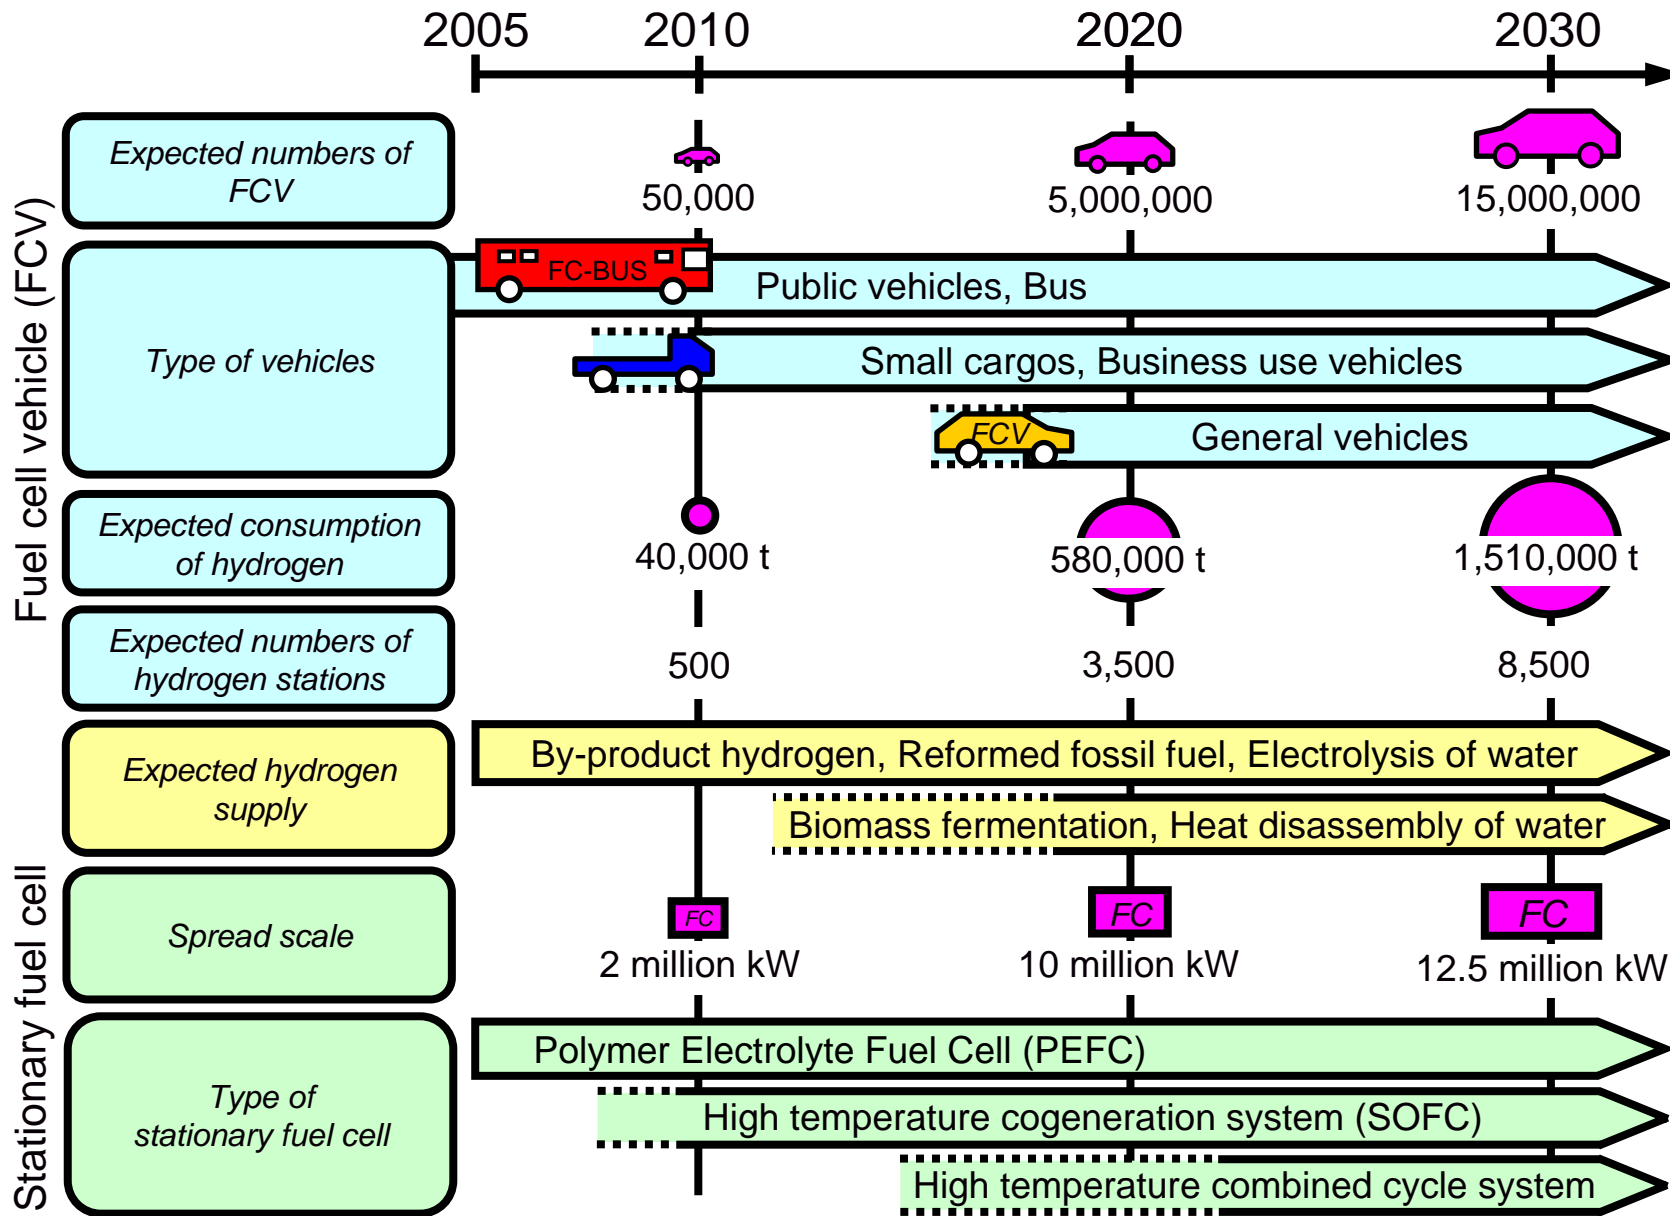 2005 2010 2020 2030
Fuel cell vehicle (FCV)
Expected numbers of
FCV
50,000 5,000,000 15,000,000
Type of vehicles
FC-BUS
Public vehicles, Bus
Small cargos, Business use vehicles
FCV
General vehicles
Expected consumption
of hydrogen
40,000 t 580,000 t 1,510,000 t
Expected numbers of
hydrogen stations
500 3,500 8,500
Expected hydrogen
supply
By-product hydrogen, Reformed fossil fuel, Electrolysis of water
Biomass fermentation, Heat disassembly of water
Stationary fuel cell
Spread scale
FC FC FC
2 million kW 10 million kW 12.5 million kW
Type of
stationary fuel cell
Polymer Electrolyte Fuel Cell (PEFC)
High temperature cogeneration system (SOFC)
High temperature combined cycle system